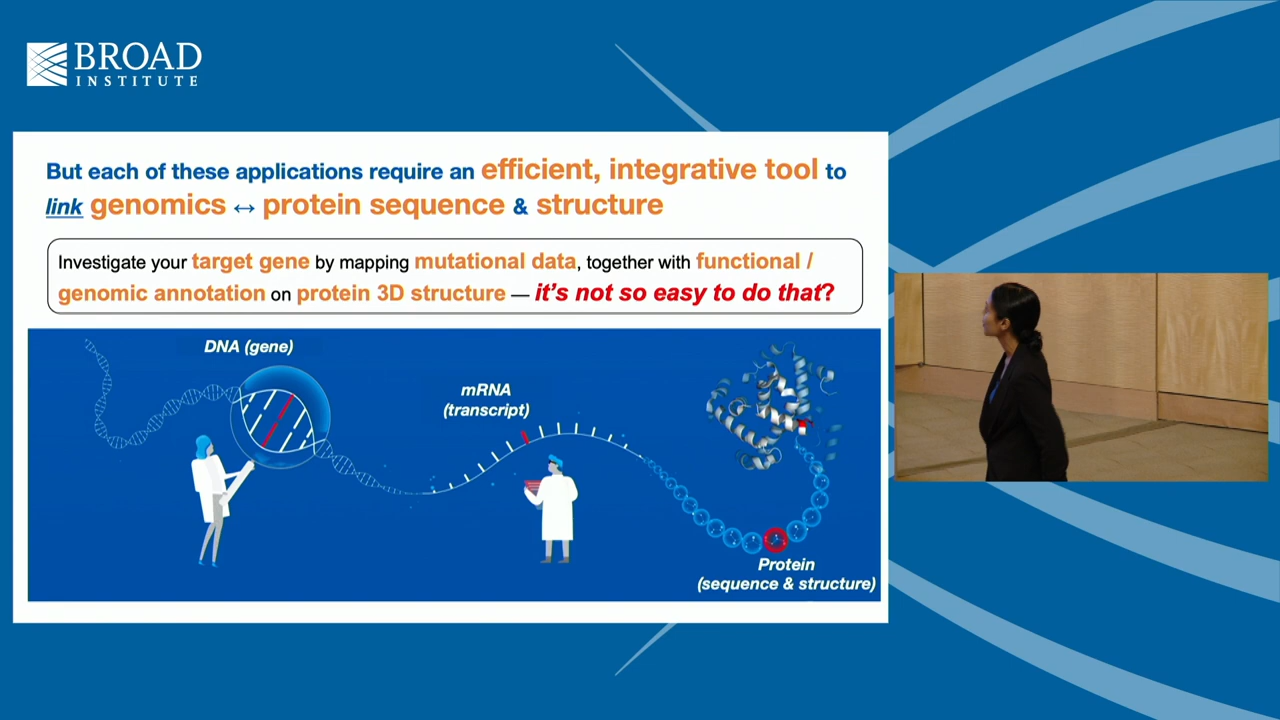 BROAD
INSTITUTE
But each of these applications require an efficient, integrative tool to
link genomics ↔ protein sequence & structure
Investigate your target gene by mapping mutational data, together with functional /
genomic annotation on protein 3D structure — it's not so easy to do that?
DNA (gene)
mRNA
(transcript)
Protein
(sequence & structure)